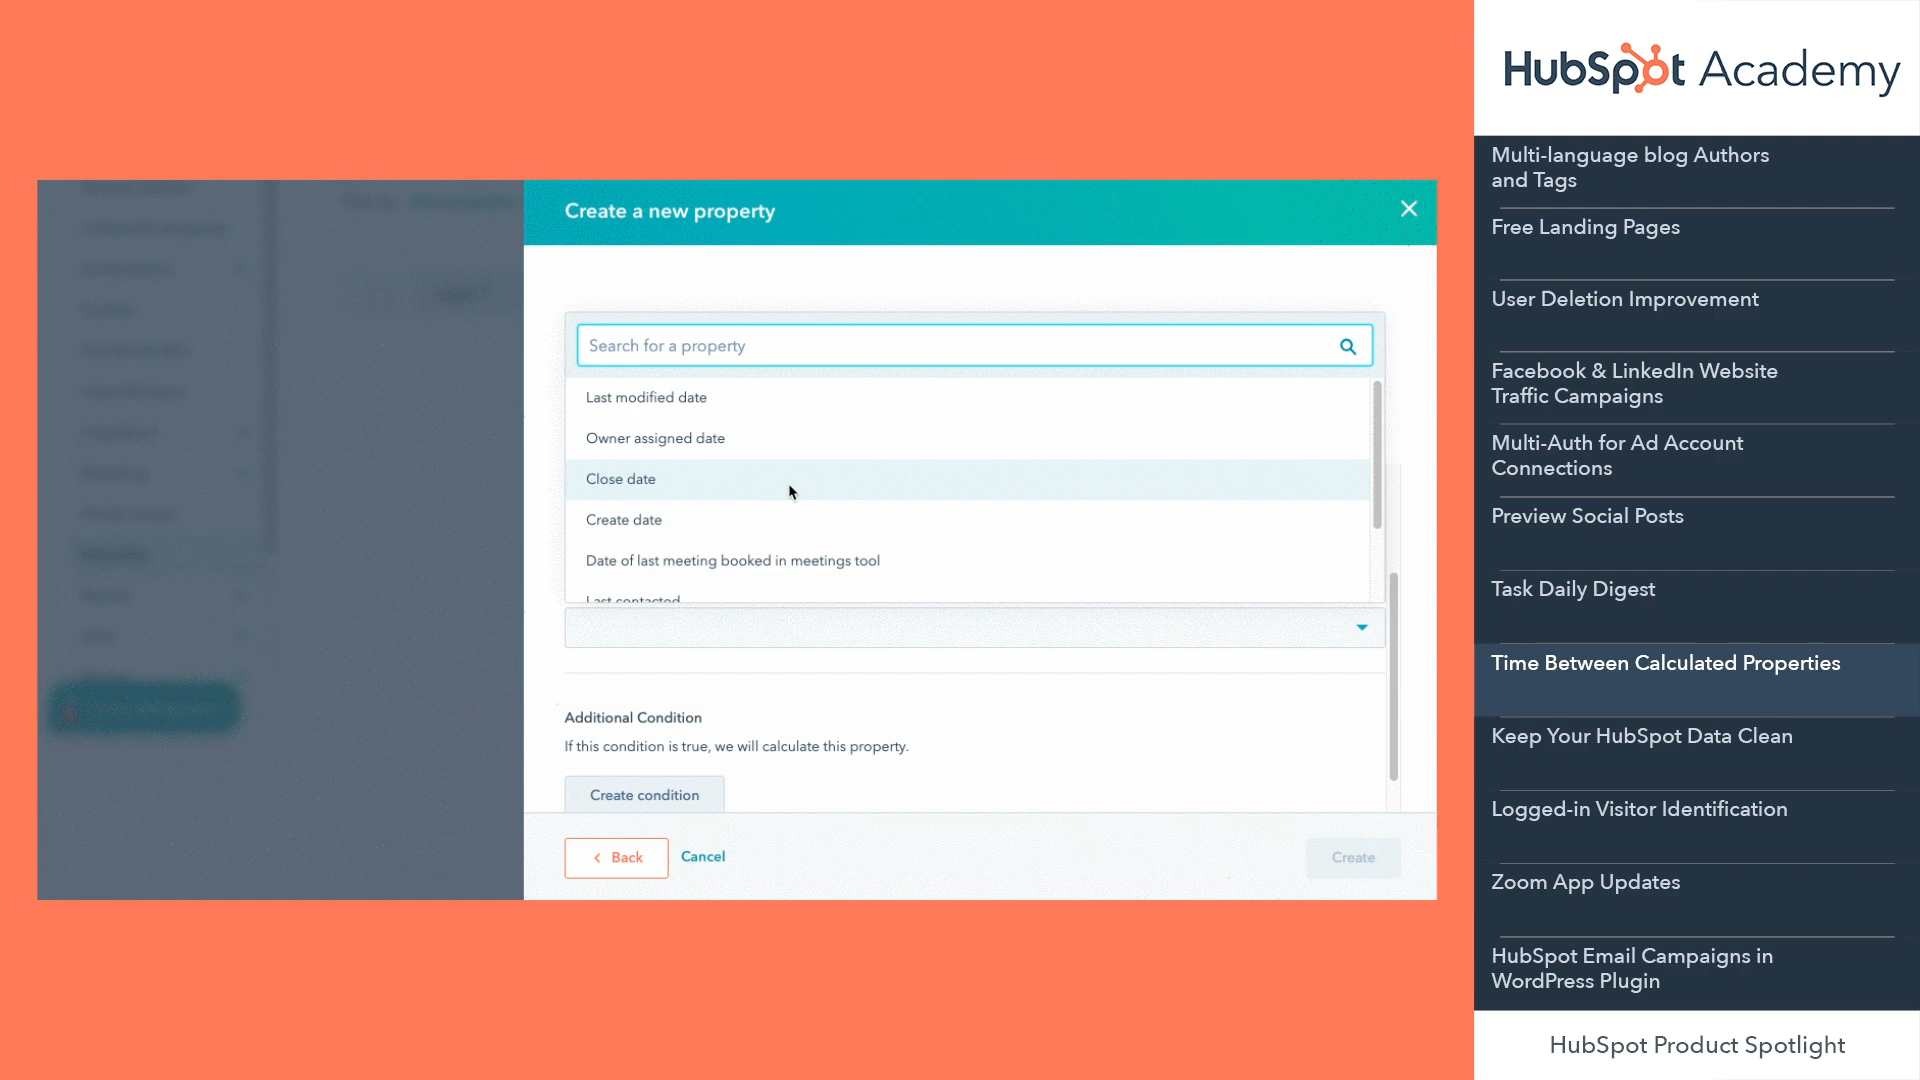 Create a new property
Search for a property
Last modified date
Owner assigned date
Close date
Create date
Date of last meeting booked in meetings tool
Last contacted
Additional Condition
If this condition is true, we will calculate this property.
Create condition
Back
Cancel
Create
HubSpot Academy
Multi-language blog Authors
and Tags
Free Landing Pages
User Deletion Improvement
Facebook & LinkedIn Website
Traffic Campaigns
Multi-Auth for Ad Account
Connections
Preview Social Posts
Task Daily Digest
Time Between Calculated Properties
Keep Your HubSpot Data Clean
Logged-in Visitor Identification
Zoom App Updates
HubSpot Email Campaigns in
WordPress Plugin
HubSpot Product Spotlight